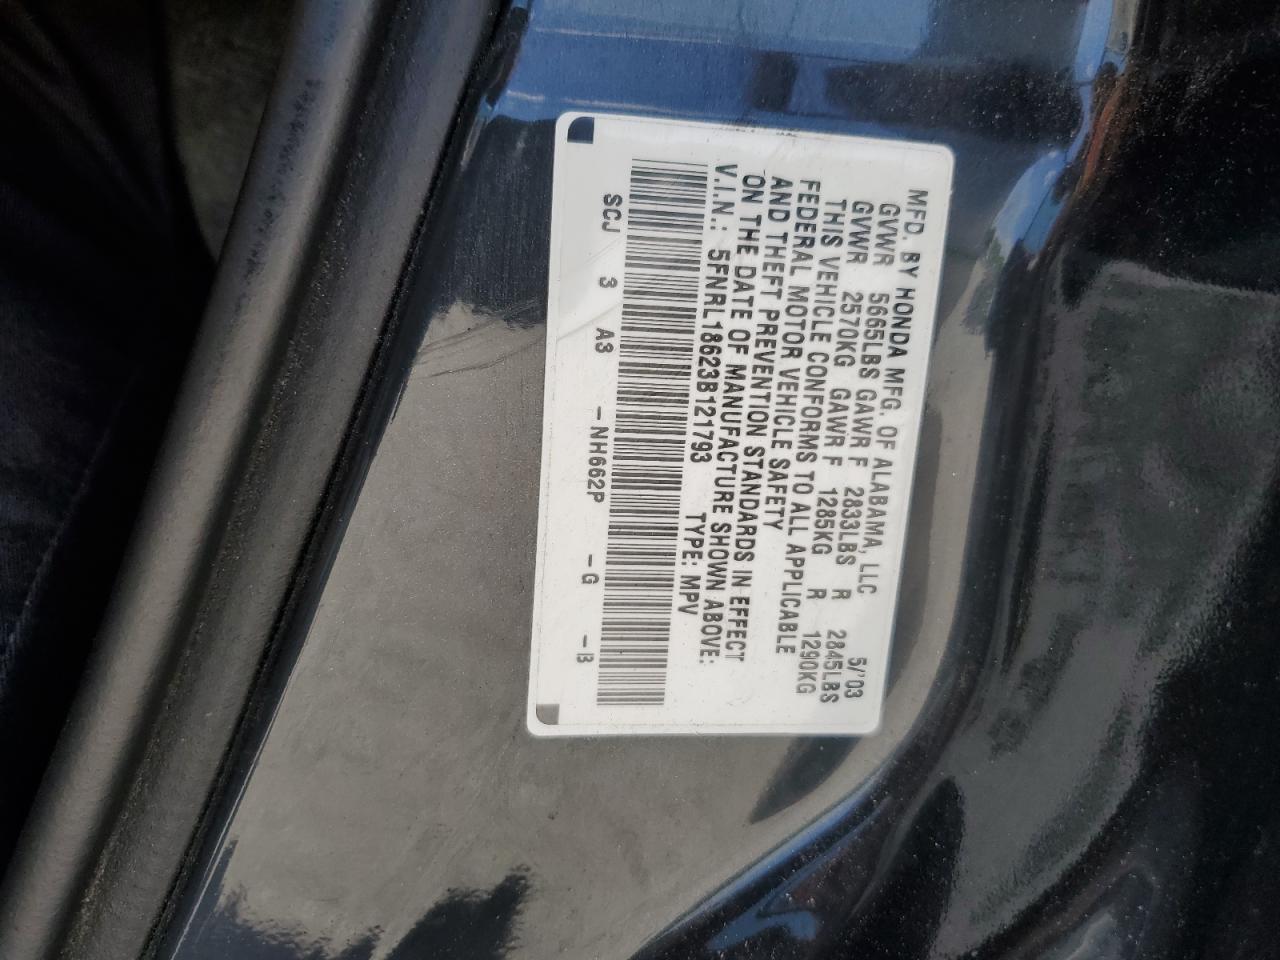 MFD. BY HONDA MFG. OF ALABAMA, LLC 5/'03
GVWR 5665LBS GAWR F 2833LBS R 2845LBS
GVWR 2570KG GAWR F 1285KG R 1290KG
THIS VEHICLE CONFORMS TO ALL APPLICABLE
FEDERAL MOTOR VEHICLE SAFETY
AND THEFT PREVENTION STANDARDS IN EFFECT
ON THE DATE OF MANUFACTURE SHOWN ABOVE.
V.I.N.: 5FNRL18623B121793 TYPE: MPV
SCJ 3 A3 -NH662P -G -I3